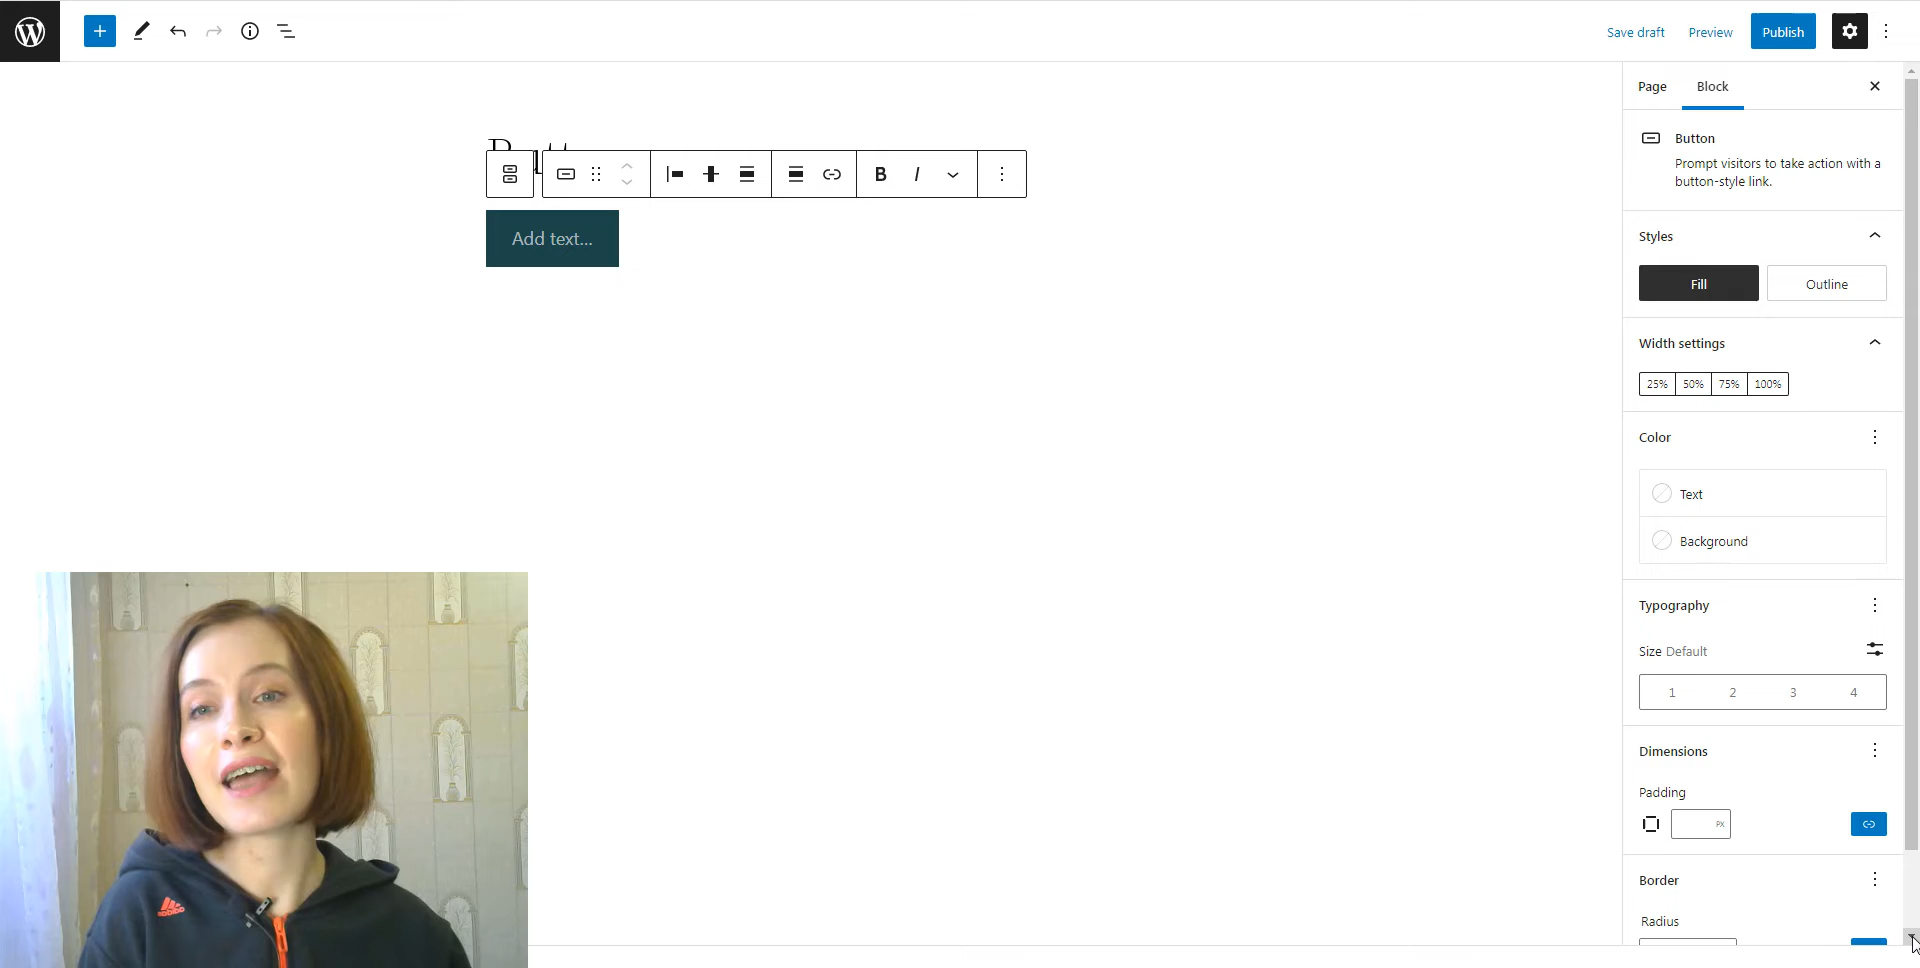 Save draft
Preview
Publish
Page
Block
Button
Prompt visitors to take action with a
button-style link.
B
I
Add text...
Styles
Fill
Outline
Width settings
25%
50%
75%
100%
Color
Text
Background
Typography
Size Default
1
2
3
4
Dimensions
Padding
PX
Border
Radius
adidas